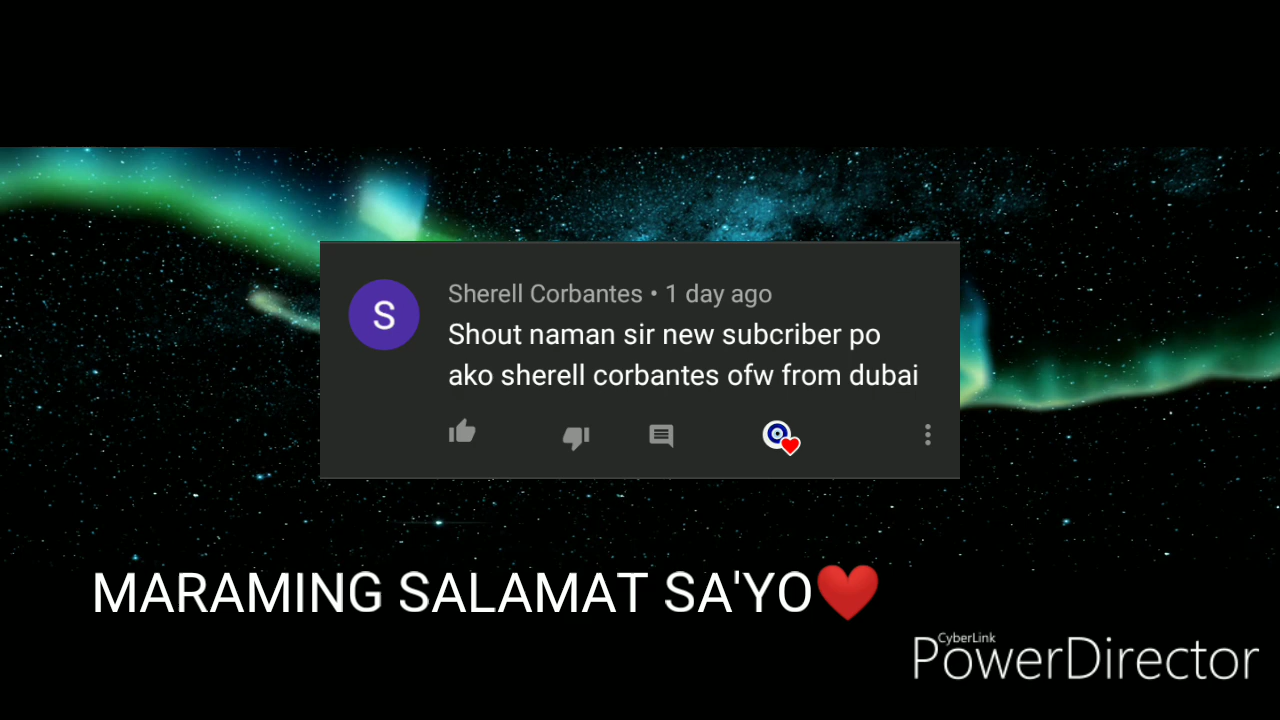 S
Sherell Corbantes • 1 day ago
Shout naman sir new subcriber po
ako sherell corbantes ofw from dubai
MARAMING SALAMAT SA'YO❤️
CyberLink
PowerDirector